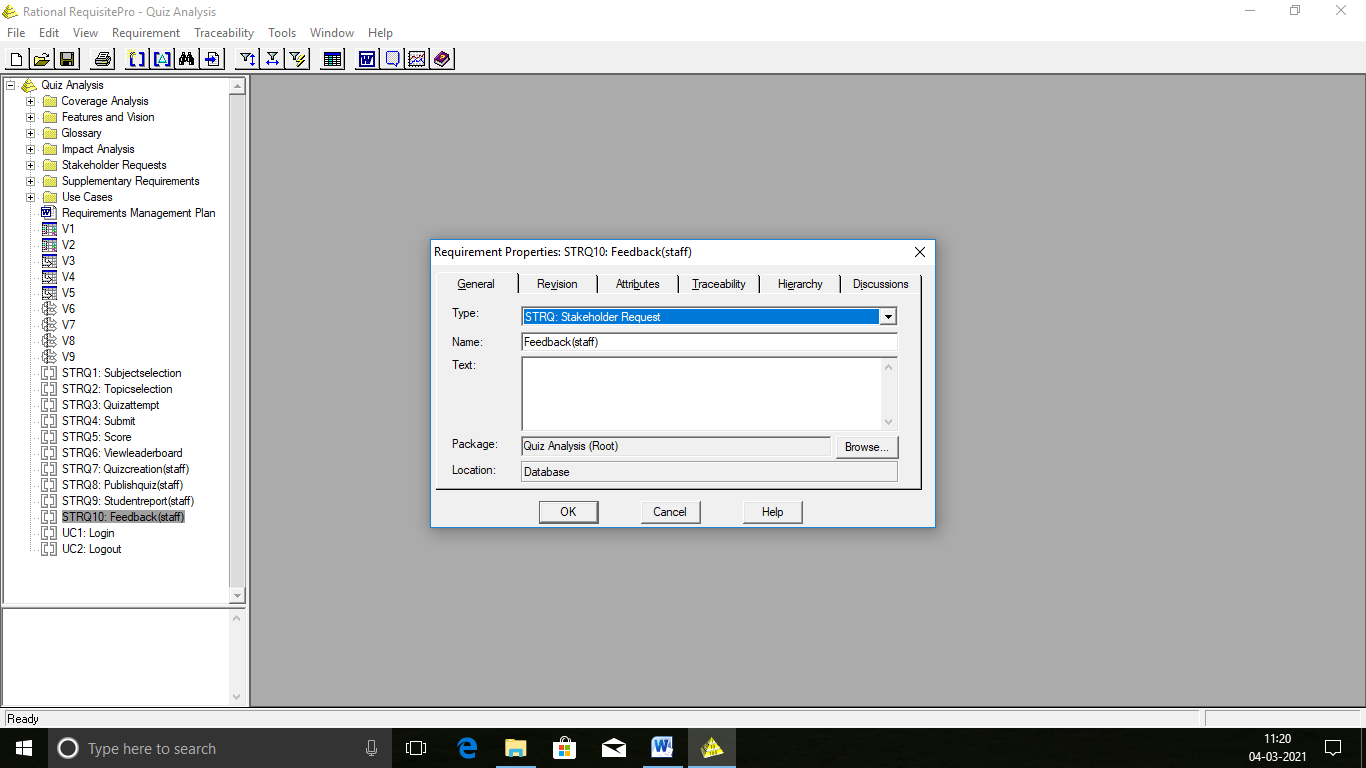 Rational RequisitePro - Quiz Analysis
File Edit View Requirement Traceability Tools Window Help
Quiz Analysis
Coverage Analysis
Features and Vision
Glossary
Impact Analysis
Stakeholder Requests
Supplementary Requirements
Use Cases
Requirements Management Plan
V1
V2
V3
V4
V5
V6
V7
V8
V9
STRQ1: Subjectselection
STRQ2: Topicselection
STRQ3: Quizattempt
STRQ4: Submit
STRQ5: Score
STRQ6: Viewleaderboard
STRQ7: Quizcreation(staff)
STRQ8: Publishquiz(staff)
STRQ9: Studentreport(staff)
STRQ10: Feedback(staff)
UC1: Login
UC2: Logout
Requirement Properties: STRQ10: Feedback(staff)
General Revision Attributes Traceability Hierarchy Discussions
Type: STRQ: Stakeholder Request
Name: Feedback(staff)
Text:
Package: Quiz Analysis (Root) Browse...
Location: Database
OK Cancel Help
Ready
Type here to search
11:20
04-03-2021